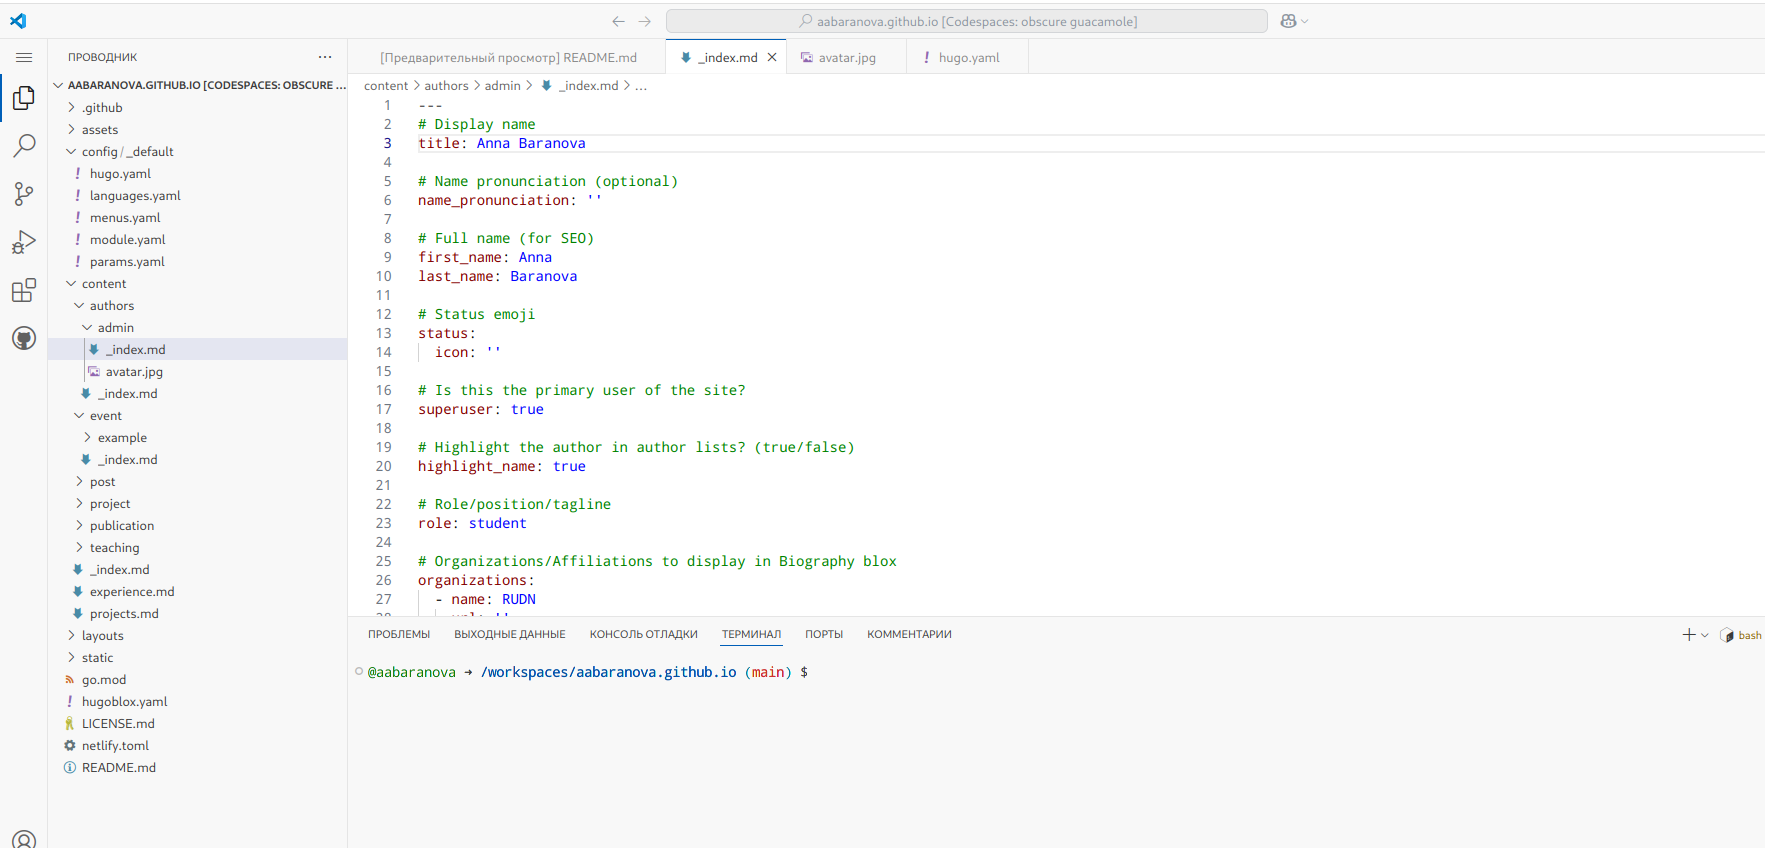 aabaranova.github.io [Codespaces: obscure guacamole]
ПРОВОДНИК
AABARANOVA.GITHUB.IO [CODESPACES: OBSCURE ...
.github
assets
config / _default
hugo.yaml
languages.yaml
menus.yaml
module.yaml
params.yaml
content
authors
admin
_index.md
avatar.jpg
_index.md
event
example
_index.md
post
project
publication
teaching
_index.md
experience.md
projects.md
layouts
static
go.mod
hugoblox.yaml
LICENSE.md
netlify.toml
README.md
[Предварительный просмотр] README.md
_index.md
avatar.jpg
hugo.yaml
content > authors > admin > _index.md > ...
1 ---
2 # Display name
3 title: Anna Baranova
4
5 # Name pronunciation (optional)
6 name_pronunciation: ''
7
8 # Full name (for SEO)
9 first_name: Anna
10 last_name: Baranova
11
12 # Status emoji
13 status:
14 icon: ''
15
16 # Is this the primary user of the site?
17 superuser: true
18
19 # Highlight the author in author lists? (true/false)
20 highlight_name: true
21
22 # Role/position/tagline
23 role: student
24
25 # Organizations/Affiliations to display in Biography blox
26 organizations:
27 - name: RUDN
ПРОБЛЕМЫ ВЫХОДНЫЕ ДАННЫЕ КОНСОЛЬ ОТЛАДКИ ТЕРМИНАЛ ПОРТЫ КОММЕНТАРИИ
bash
@aabaranova → /workspaces/aabaranova.github.io (main) $